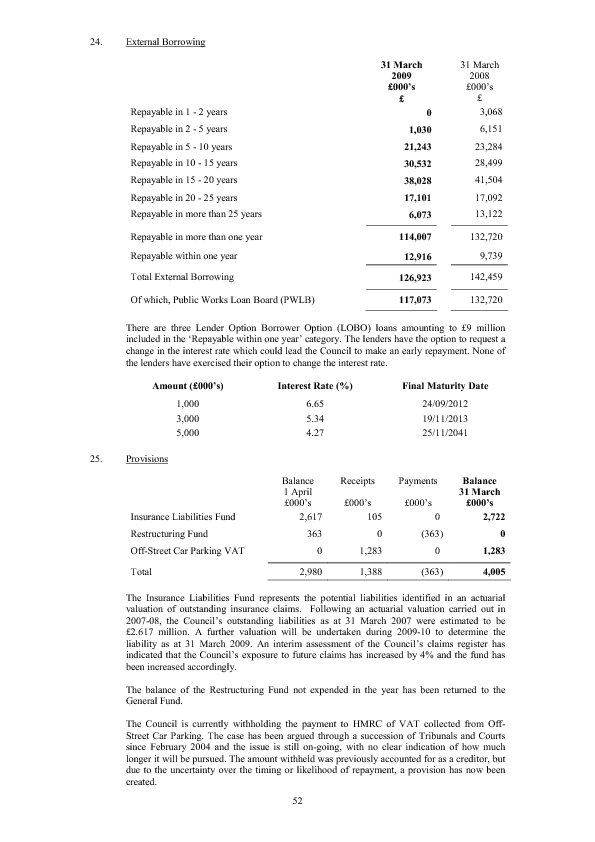 24. External Borrowing
31 March 31 March
2009 2008
£000’s £000’s
£ £
Repayable in 1 - 2 years 0 3,068
Repayable in 2 - 5 years 1,030 6,151
Repayable in 5 - 10 years 21,243 23,284
Repayable in 10 - 15 years 30,532 28,499
Repayable in 15 - 20 years 38,028 41,504
Repayable in 20 - 25 years 17,101 17,092
Repayable in more than 25 years 6,073 13,122
Repayable in more than one year 114,007 132,720
Repayable within one year 12,916 9,739
Total External Borrowing 126,923 142,459
Of which, Public Works Loan Board (PWLB) 117,073 132,720
There are three Lender Option Borrower Option (LOBO) loans amounting to £9 million
included in the ‘Repayable within one year’ category. The lenders have the option to request a
change in the interest rate which could lead the Council to make an early repayment. None of
the lenders have exercised their option to change the interest rate.
Amount (£000’s) Interest Rate (%) Final Maturity Date
1,000 6.65 24/09/2012
3,000 5.34 19/11/2013
5,000 4.27 25/11/2041
25. Provisions
Balance Receipts Payments Balance
1 April 31 March
£000’s £000’s £000’s £000’s
Insurance Liabilities Fund 2,617 105 0 2,722
Restructuring Fund 363 0 (363) 0
Off-Street Car Parking VAT 0 1,283 0 1,283
Total 2,980 1,388 (363) 4,005
The Insurance Liabilities Fund represents the potential liabilities identified in an actuarial
valuation of outstanding insurance claims. Following an actuarial valuation carried out in
2007-08, the Council’s outstanding liabilities as at 31 March 2007 were estimated to be
£2.617 million. A further valuation will be undertaken during 2009-10 to determine the
liability as at 31 March 2009. An interim assessment of the Council’s claims register has
indicated that the Council’s exposure to future claims has increased by 4% and the fund has
been increased accordingly.
The balance of the Restructuring Fund not expended in the year has been returned to the
General Fund.
The Council is currently withholding the payment to HMRC of VAT collected from Off-
Street Car Parking. The case has been argued through a succession of Tribunals and Courts
since February 2004 and the issue is still on-going, with no clear indication of how much
longer it will be pursued. The amount withheld was previously accounted for as a creditor, but
due to the uncertainty over the timing or likelihood of repayment, a provision has now been
created.
52